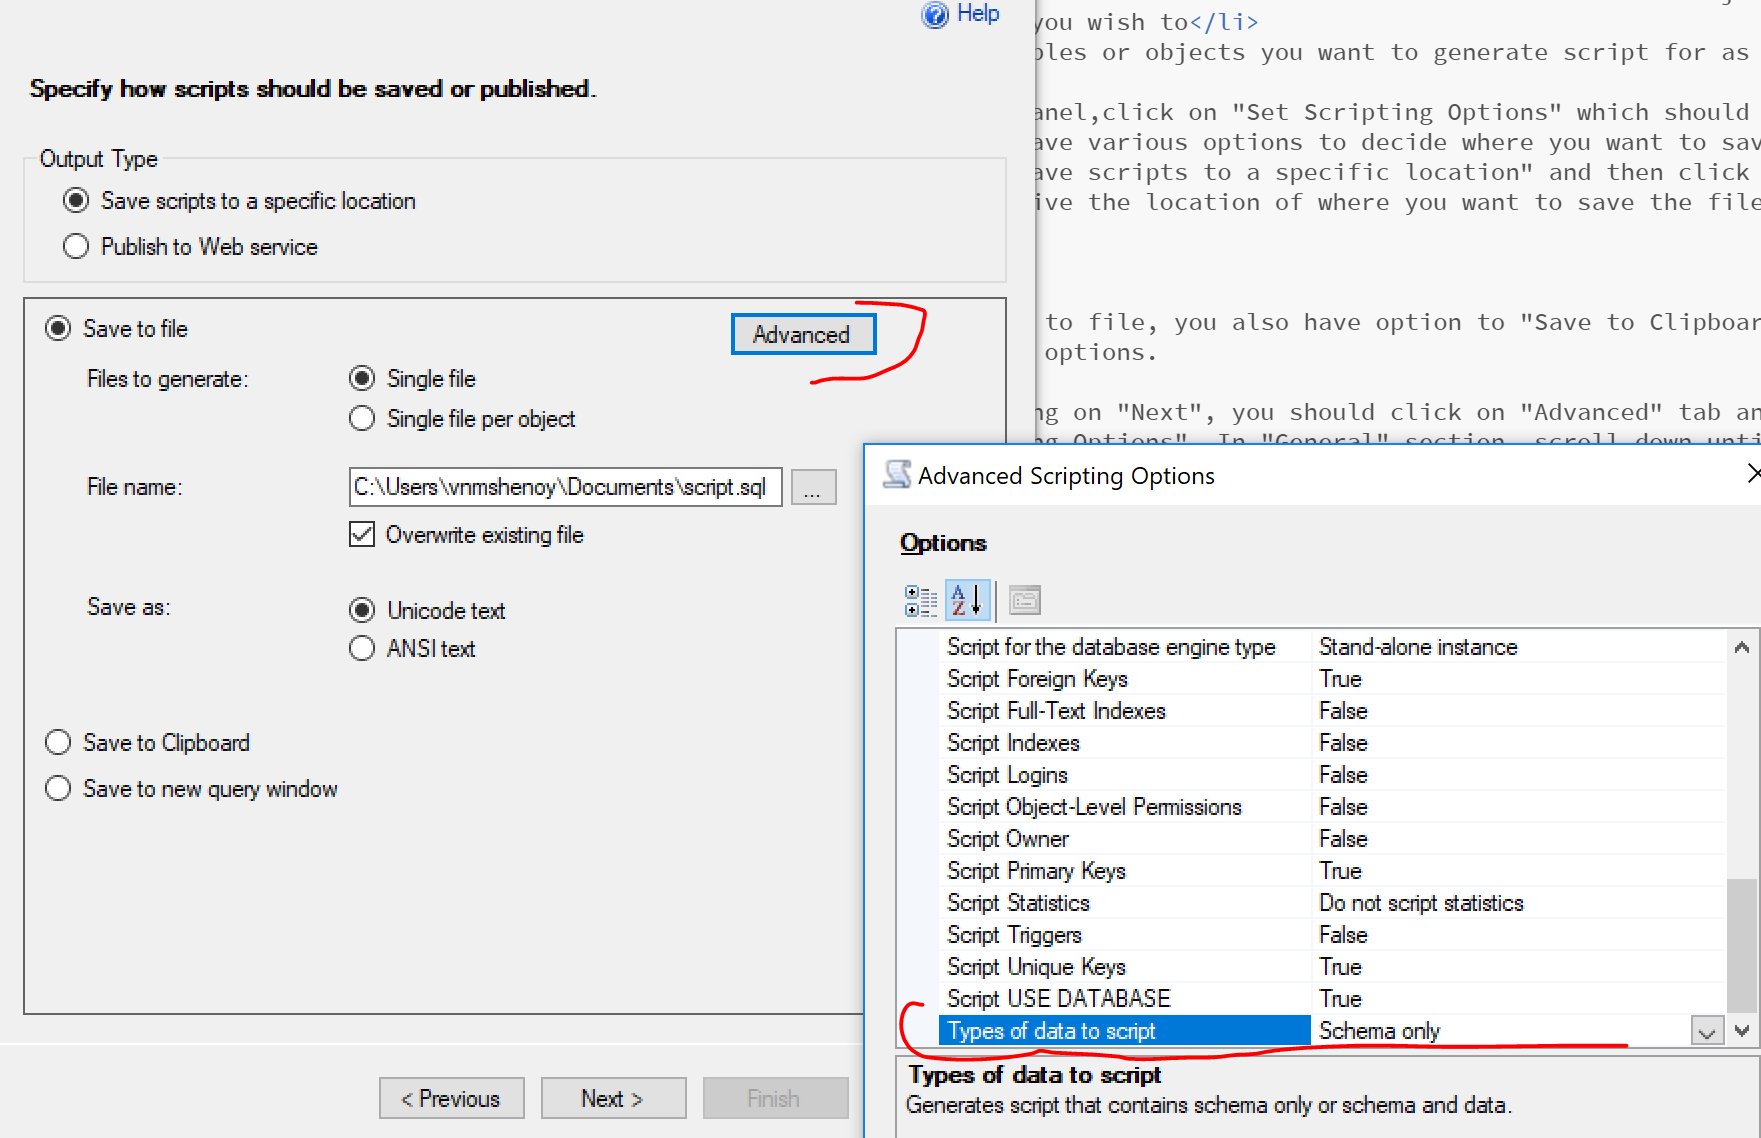 Help
Specify how scripts should be saved or published.
Output Type
Save scripts to a specific location
Publish to Web service
Save to file
Advanced
Files to generate:
Single file
Single file per object
File name:
C:\Users\vnmshenoy\Documents\script.sql
...
Overwrite existing file
Save as:
Unicode text
ANSI text
Save to Clipboard
Save to new query window
< Previous
Next >
Finish
you wish to</li>
bles or objects you want to generate script for as
anel,click on "Set Scripting Options" which should
ave various options to decide where you want to sav
ave scripts to a specific location" and then click
ive the location of where you want to save the file
to file, you also have option to "Save to Clipboar
options.
ng on "Next", you should click on "Advanced" tab an
ng Options". In "General" section, scroll down unti
Advanced Scripting Options
Options
Script for the database engine type Stand-alone instance
Script Foreign Keys True
Script Full-Text Indexes False
Script Indexes False
Script Logins False
Script Object-Level Permissions False
Script Owner False
Script Primary Keys True
Script Statistics Do not script statistics
Script Triggers False
Script Unique Keys True
Script USE DATABASE True
Types of data to script Schema only
Types of data to script
Generates script that contains schema only or schema and data.